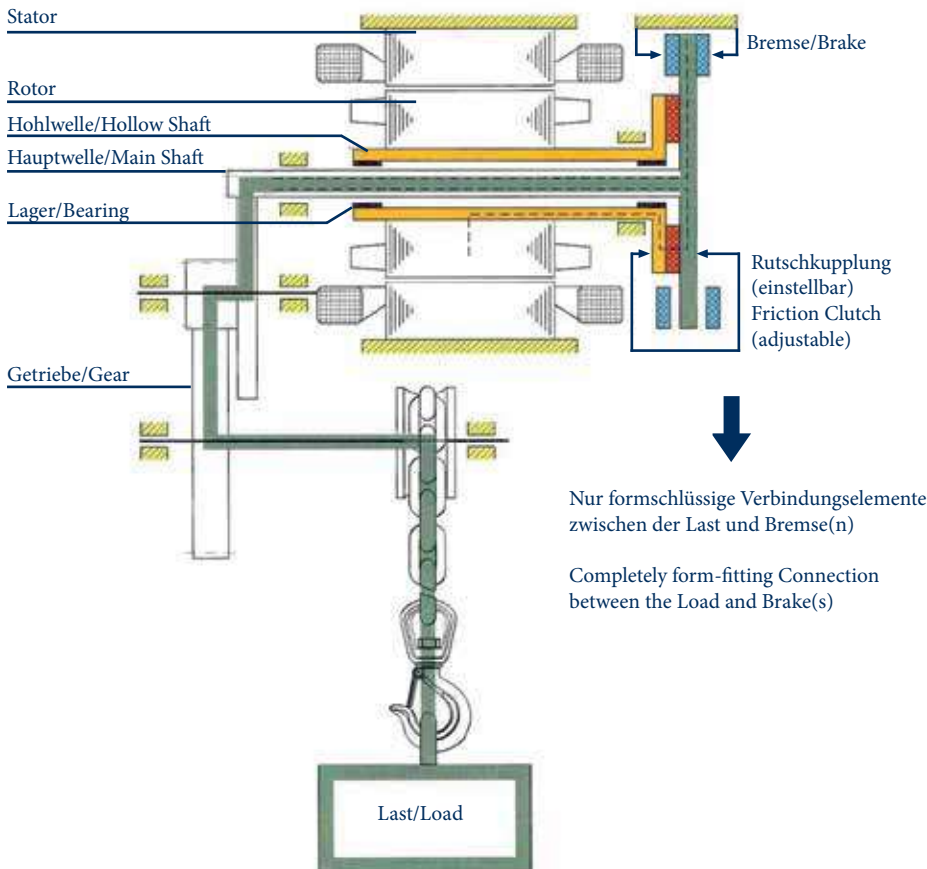 Stator
Bremse/Brake
Rotor
Hohlwelle/Hollow Shaft
Hauptwelle/Main Shaft
Lager/Bearing
Rutschkupplung
(einstellbar)
Friction Clutch
(adjustable)
Getriebe/Gear
Nur formschlüssige Verbindungselemente
zwischen der Last und Bremse(n)
Completely form-fitting Connection
between the Load and Brake(s)
Last/Load